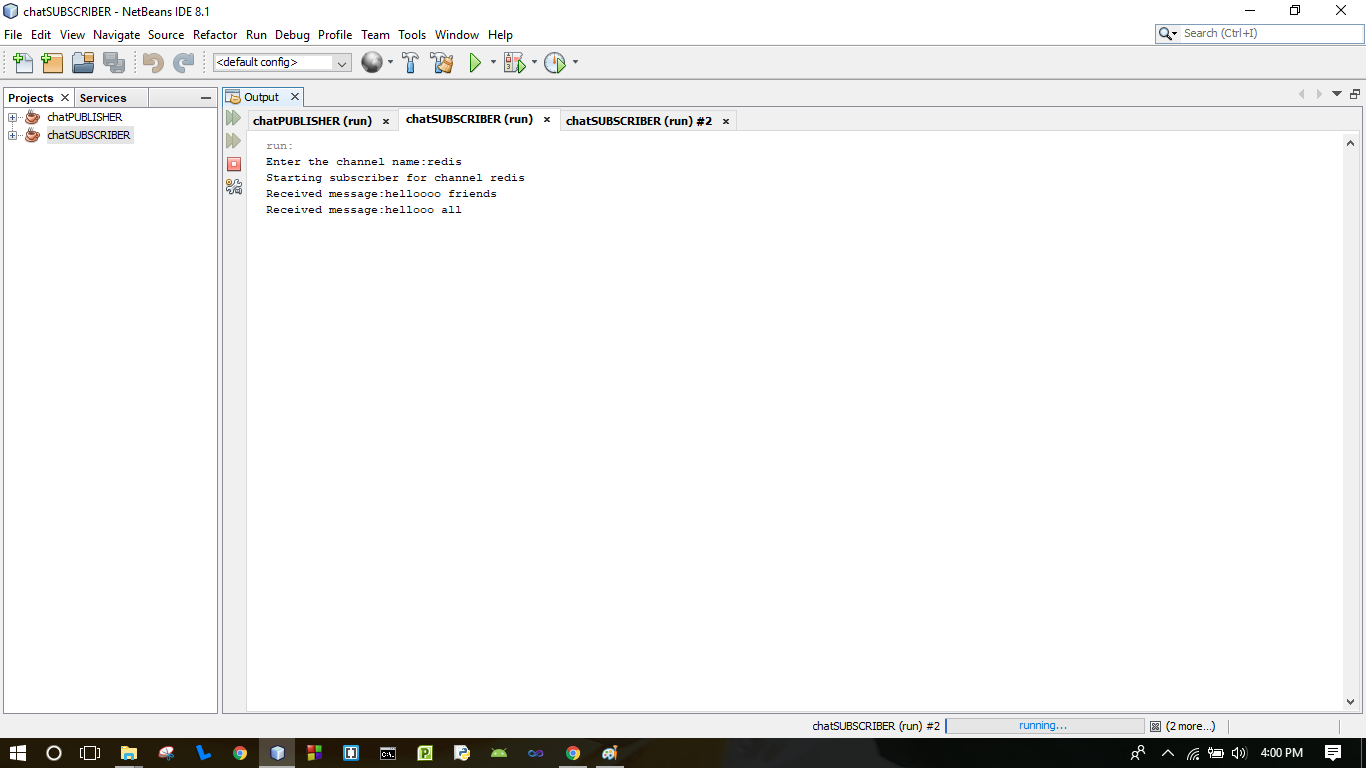 chatSUBSCRIBER - NetBeans IDE 8.1
File Edit View Navigate Source Refactor Run Debug Profile Team Tools Window Help
Search (Ctrl+I)
<default config>
Projects Services
Output
chatPUBLISHER
chatSUBSCRIBER
chatPUBLISHER (run) chatSUBSCRIBER (run) chatSUBSCRIBER (run) #2
run:
Enter the channel name:redis
Starting subscriber for channel redis
Received message:helloooo friends
Received message:hellooo all
chatSUBSCRIBER (run) #2 running... (2 more...)
4:00 PM